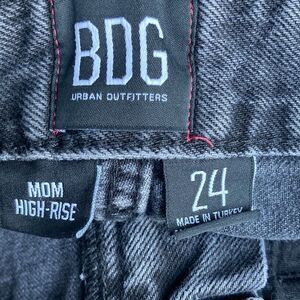 BDG
URBAN OUTFITTERS
MOM
HIGH-RISE
24
MADE IN TURKEY